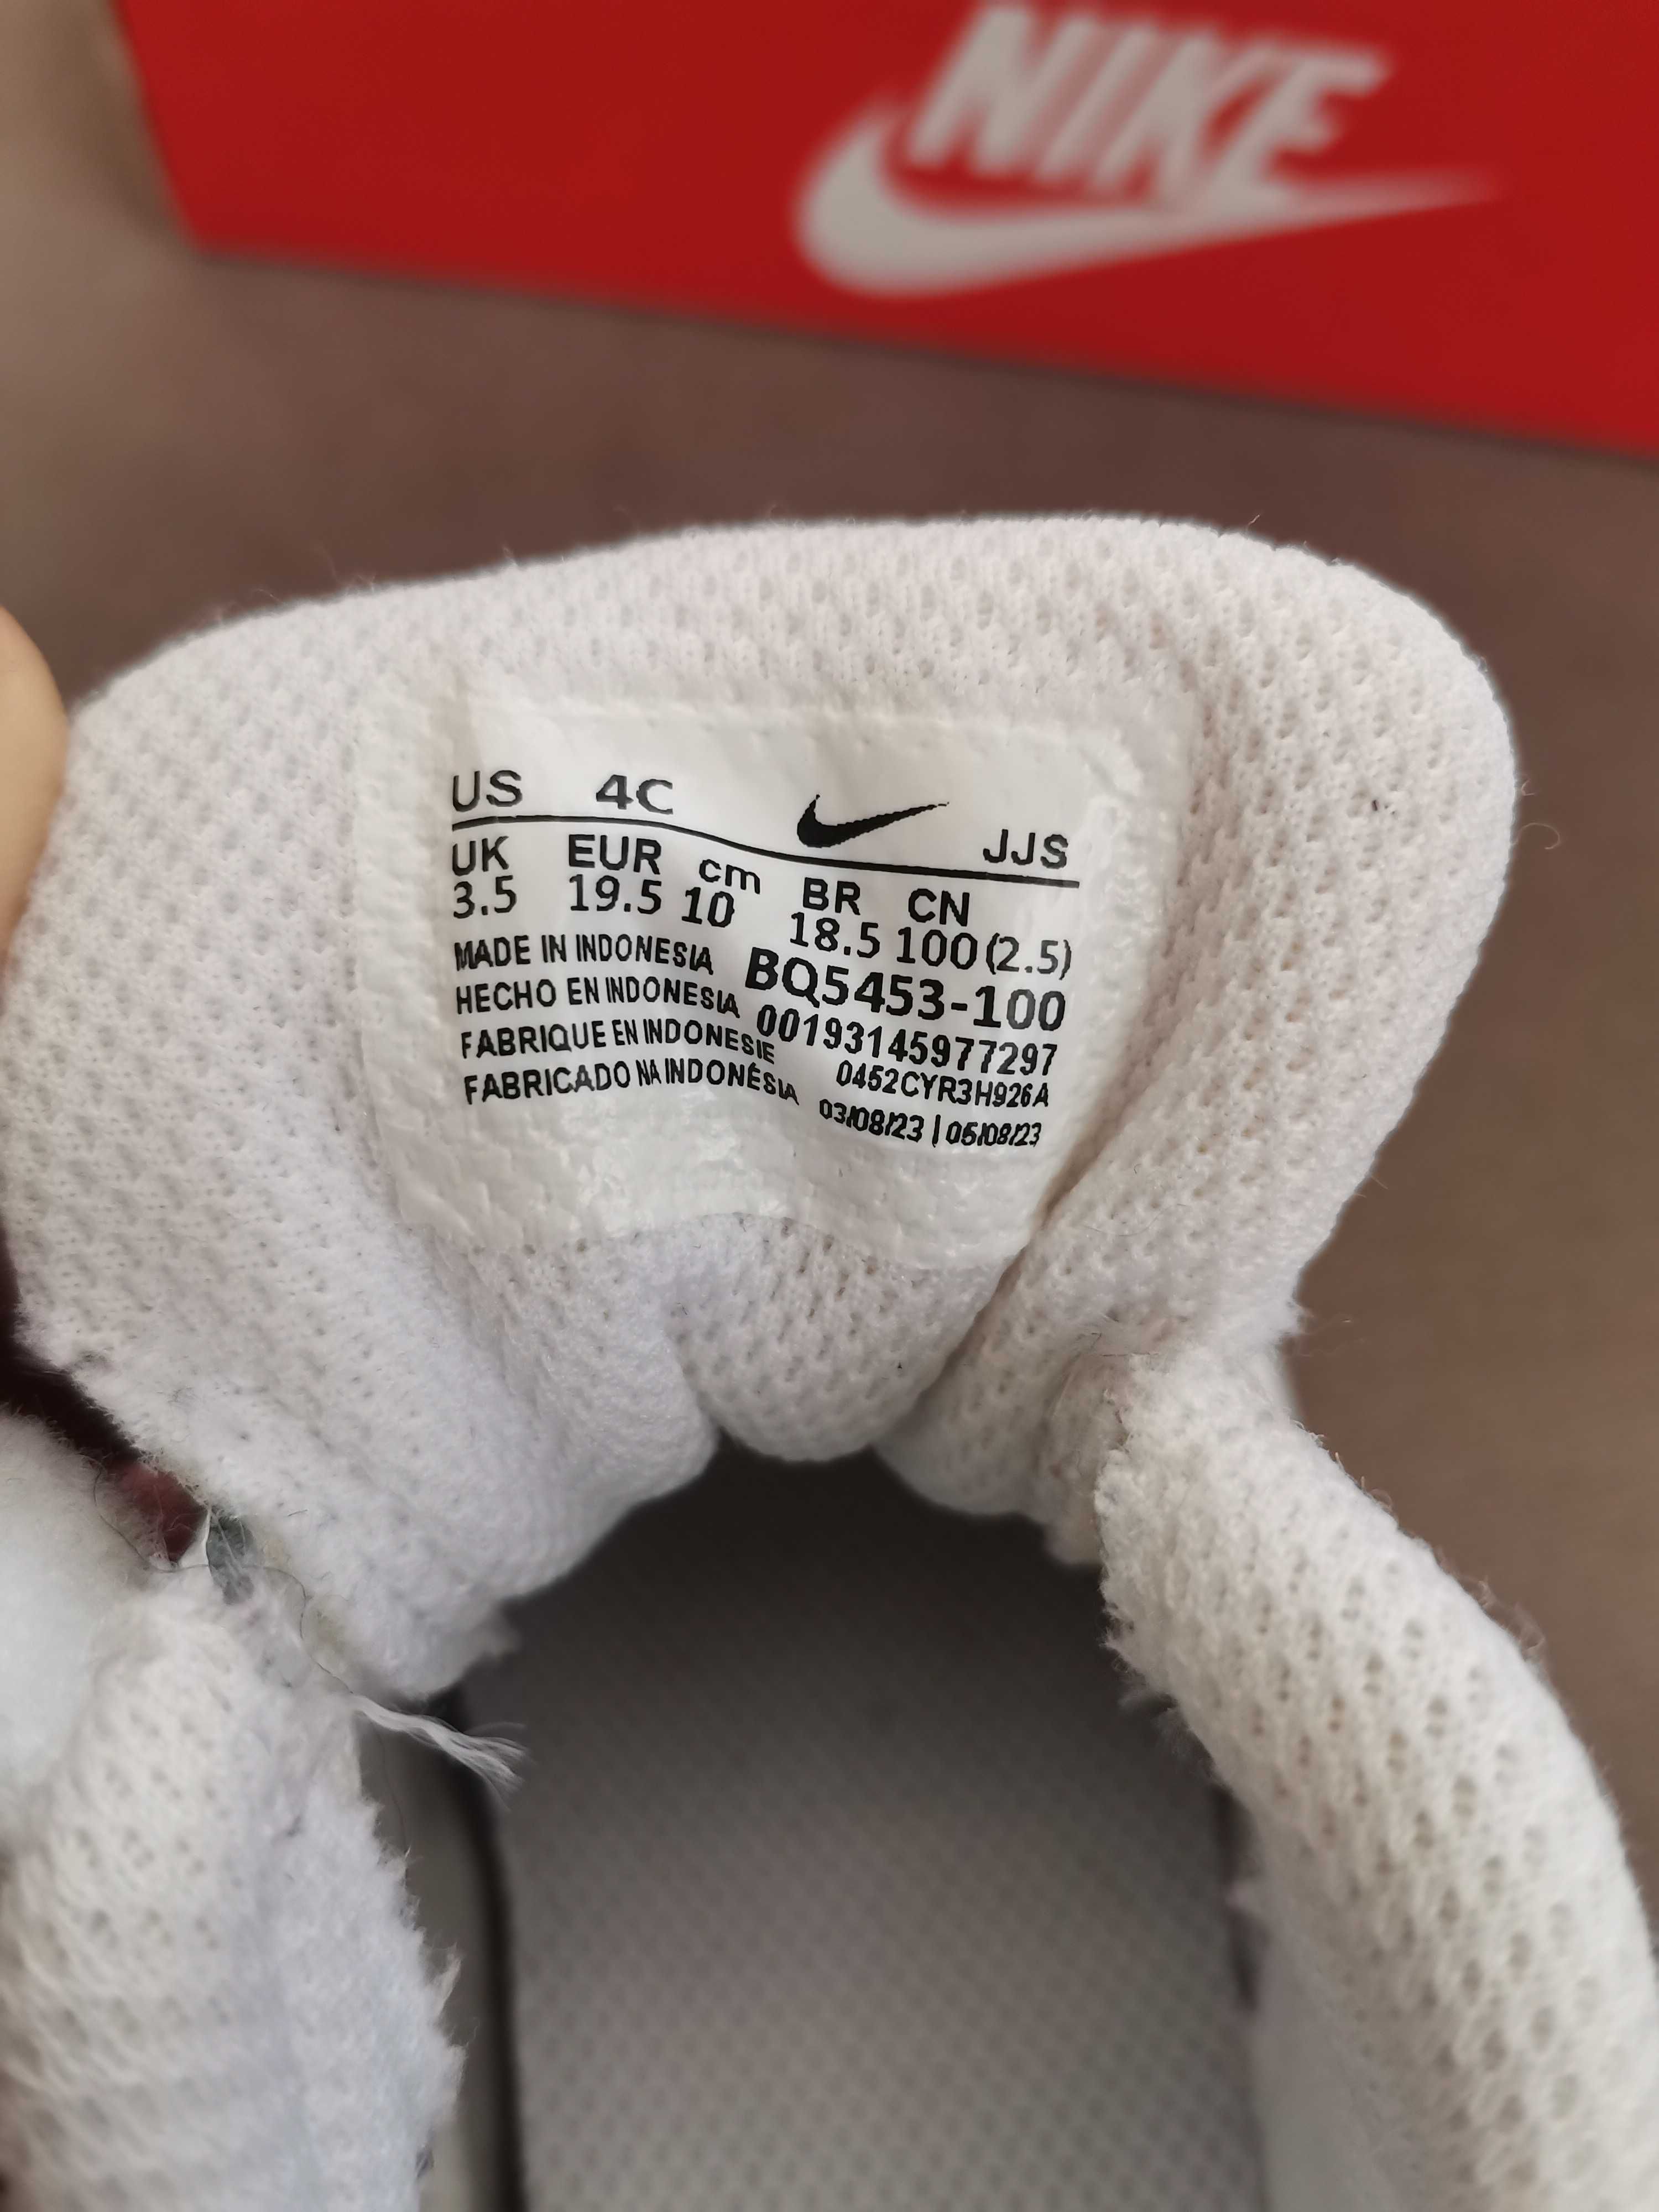 NIKE
US 4C JJS
UK EUR cm BR CN
3.5 19.5 10 18.5 100(2.5)
MADE IN INDONESIA
HECHO EN INDONESIA
FABRIQUE EN INDONESIE
FABRICADO NA INDONÉSIA
BQ5453-100
00193145977297
0452CYR3H926A
03/08/23 | 05/08/23